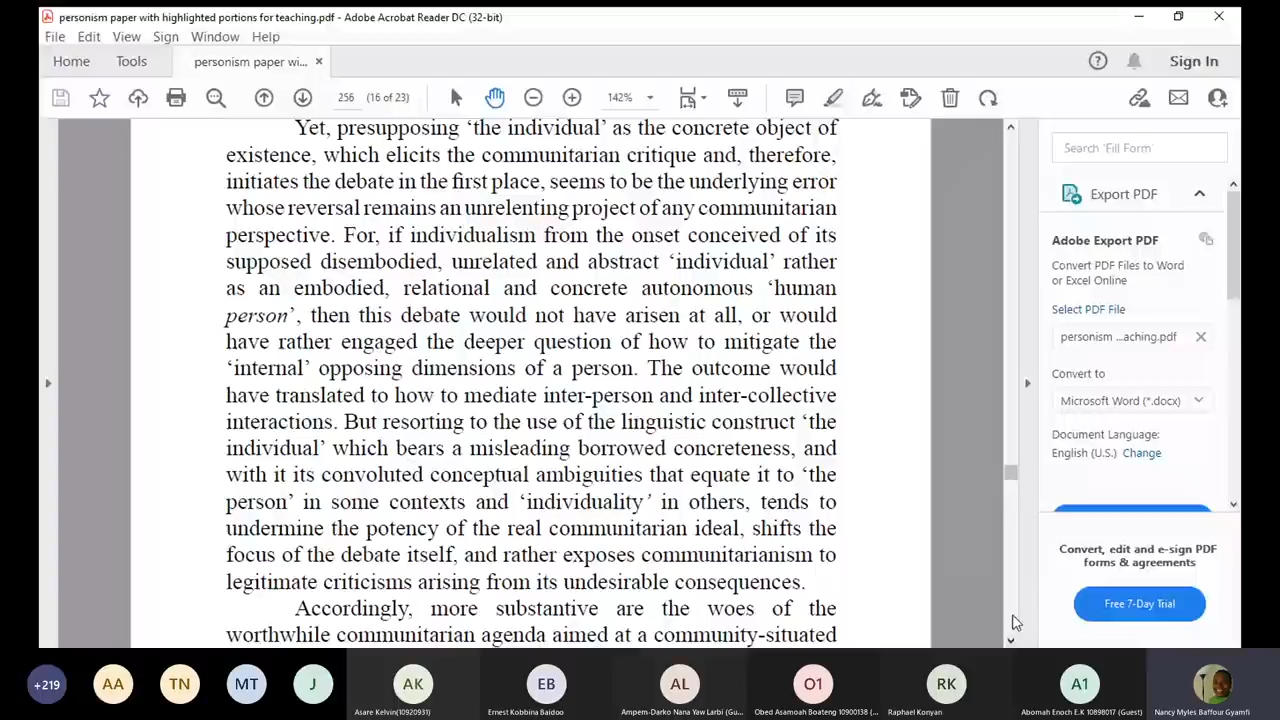 personism paper with highlighted portions for teaching.pdf - Adobe Acrobat Reader DC (32-bit)
File Edit View Sign Window Help
Home Tools personism paper wi... × Sign In
256 (16 of 23) 142%
Yet, presupposing ‘the individual’ as the concrete object of
existence, which elicits the communitarian critique and, therefore,
initiates the debate in the first place, seems to be the underlying error
whose reversal remains an unrelenting project of any communitarian
perspective. For, if individualism from the onset conceived of its
supposed disembodied, unrelated and abstract ‘individual’ rather
as an embodied, relational and concrete autonomous ‘human
person’, then this debate would not have arisen at all, or would
have rather engaged the deeper question of how to mitigate the
‘internal’ opposing dimensions of a person. The outcome would
have translated to how to mediate inter-person and inter-collective
interactions. But resorting to the use of the linguistic construct ‘the
individual’ which bears a misleading borrowed concreteness, and
with it its convoluted conceptual ambiguities that equate it to ‘the
person’ in some contexts and ‘individuality’ in others, tends to
undermine the potency of the real communitarian ideal, shifts the
focus of the debate itself, and rather exposes communitarianism to
legitimate criticisms arising from its undesirable consequences.
Accordingly, more substantive are the woes of the
worthwhile communitarian agenda aimed at a community-situated
Search 'Fill Form'
Export PDF
Adobe Export PDF
Convert PDF Files to Word
or Excel Online
Select PDF File
personism ...aching.pdf ×
Convert to
Microsoft Word (*.docx)
Document Language:
English (U.S.) Change
Convert, edit and e-sign PDF
forms & agreements
Free 7-Day Trial
+219 AA TN MT J AK EB AL O1 RK A1
Asare Kelvin(10920931) Ernest Kobbina Baidoo Ampem-Darko Nana Yaw Larbi (Gu... Obed Asamoah Boateng 10900138 (... Raphael Konyan Abomah Enoch E.K 10898017 (Guest) Nancy Myles Balfour Gyamfi